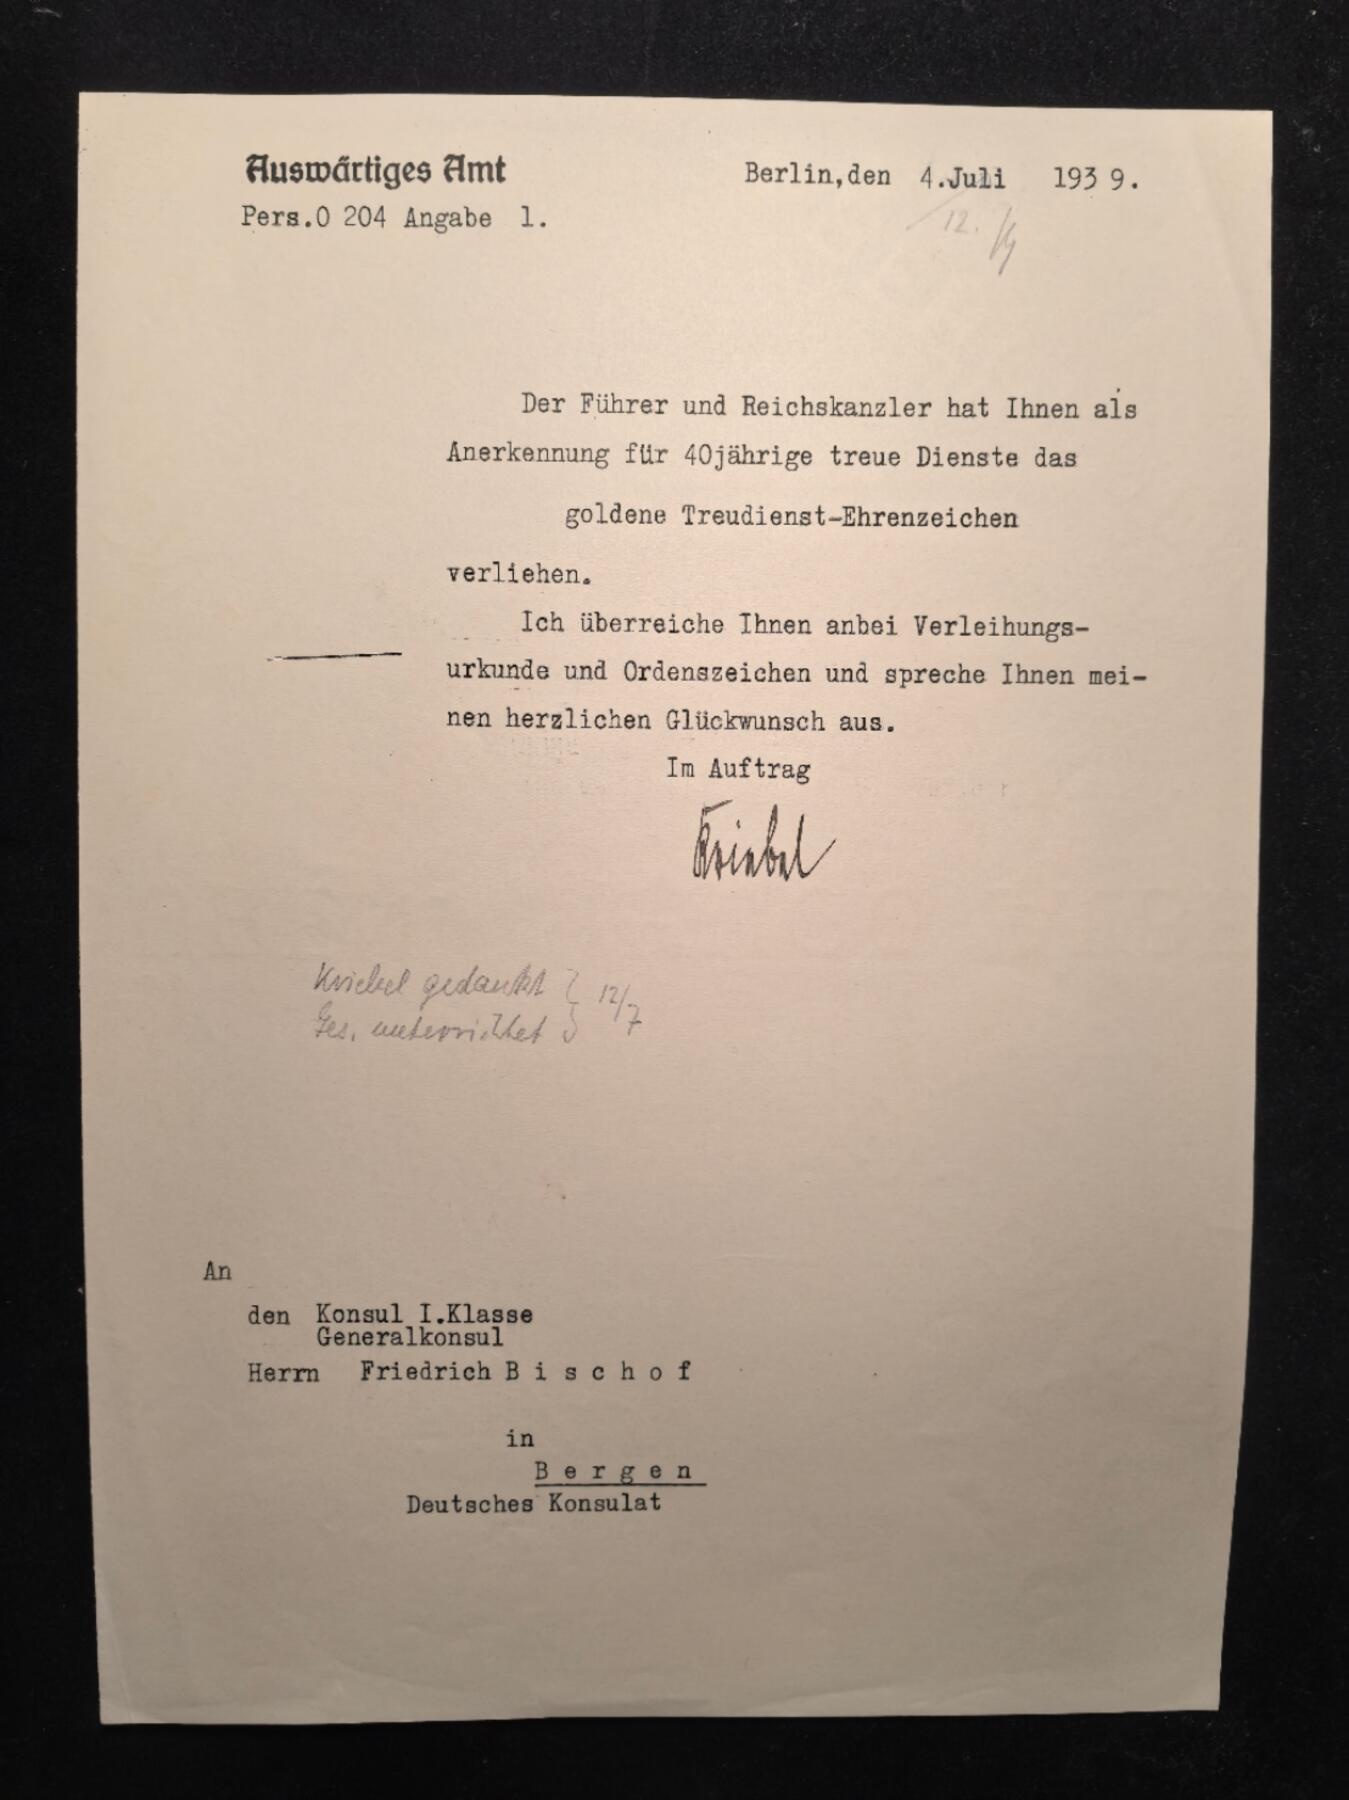 Auswärtiges Amt
Berlin,den 4.Juli 1939.
Pers.O 204 Angabe 1.
12.
Der Führer und Reichskanzler hat Ihnen als
Anerkennung für 40jährige treue Dienste das
goldene Treudienst-Ehrenzeichen
verliehen.
Ich überreiche Ihnen anbei Verleihungs-
urkunde und Ordenszeichen und spreche Ihnen mei-
nen herzlichen Glückwunsch aus.
Im Auftrag
Kriebel
Kriebel gedankt } 12/7
Ges. unterrichtet
An
den Konsul I.Klasse
Generalkonsul
Herrn Friedrich B i s c h o f
in
B e r g e n
Deutsches Konsulat